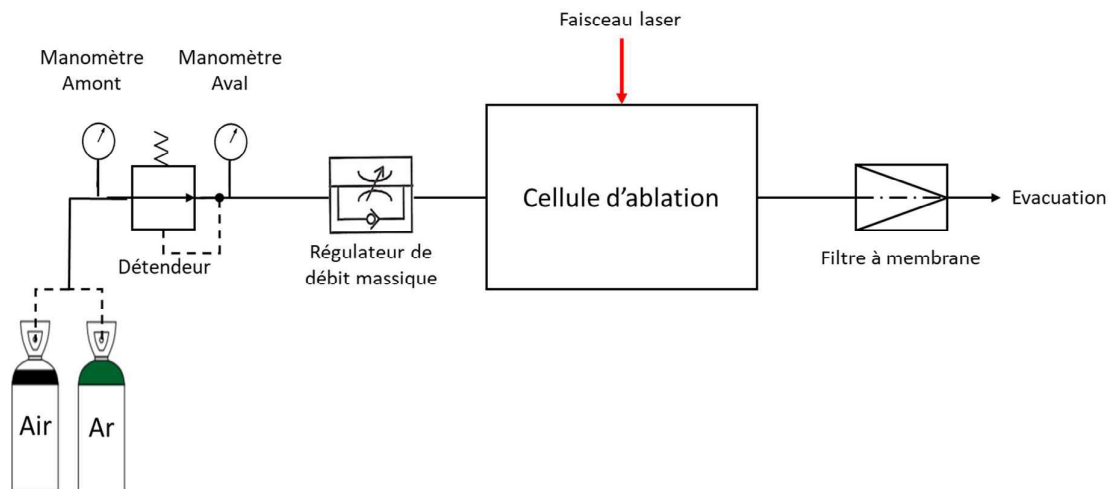 Faisceau laser
Manomètre
Amont
Manomètre
Aval
Cellule d'ablation
Evacuation
Régulateur de
débit massique
Filtre à membrane
Détendeur
Air
Ar